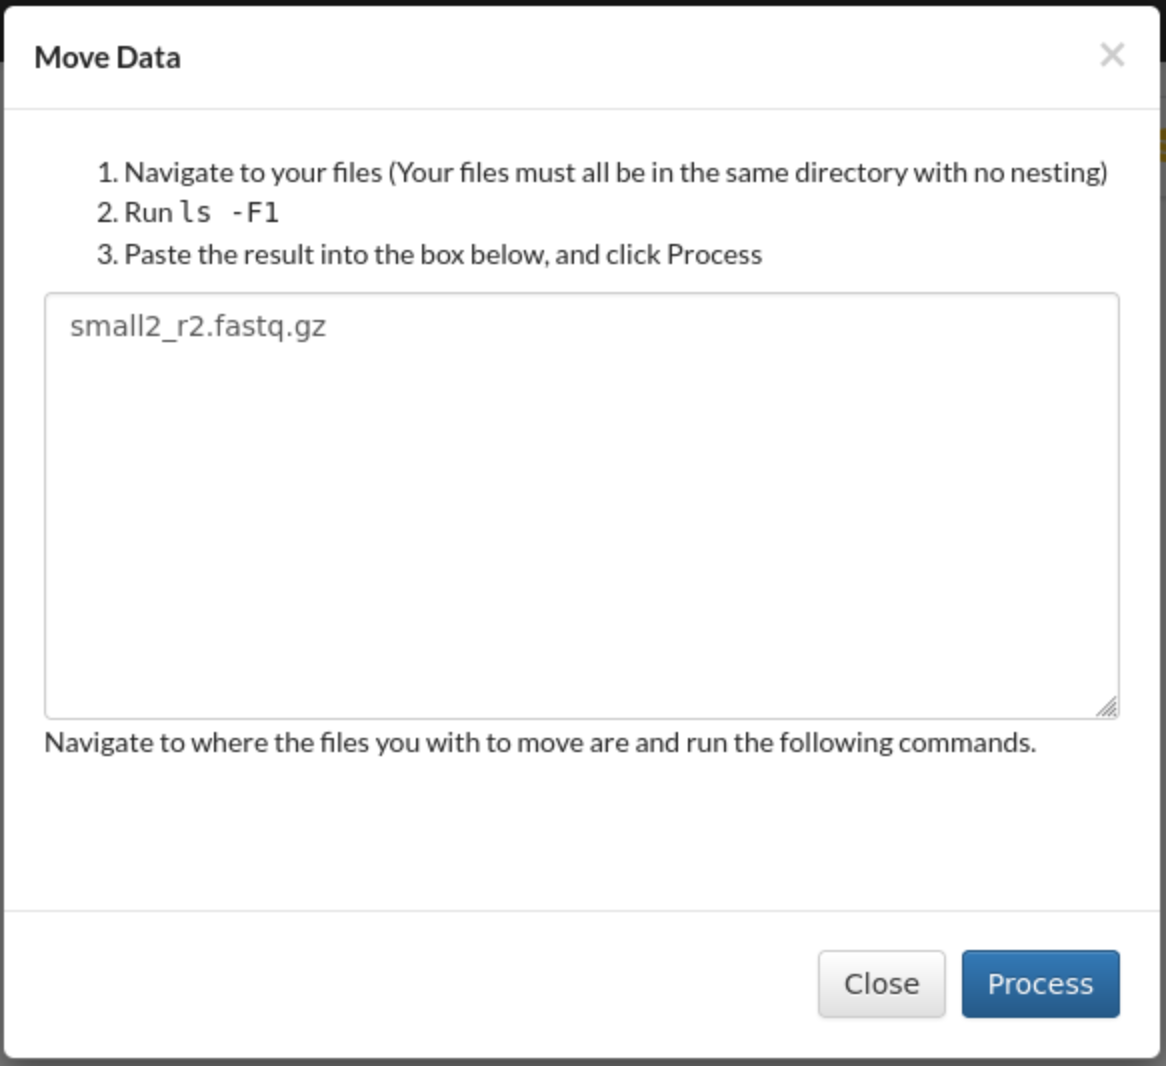 Move Data ×
1. Navigate to your files (Your files must all be in the same directory with no nesting)
2. Run ls -F1
3. Paste the result into the box below, and click Process
small2_r2.fastq.gz
Navigate to where the files you with to move are and run the following commands.
Close Process